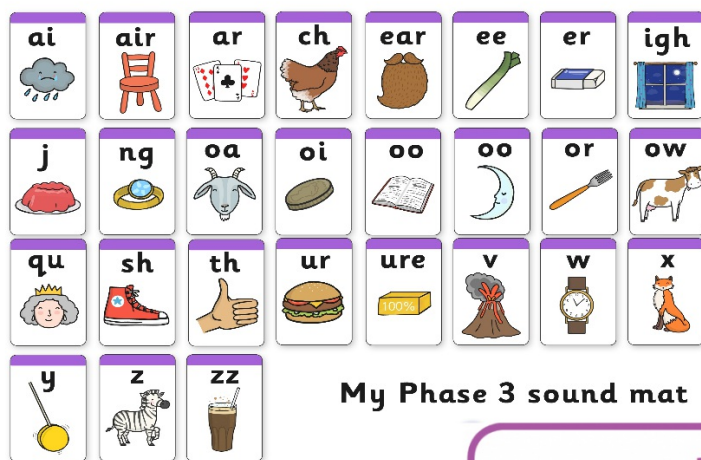 ai air ar ch ear ee er igh
j ng oa oi oo oo or ow
qu sh th ur ure v w x
100%
y z zz
My Phase 3 sound mat